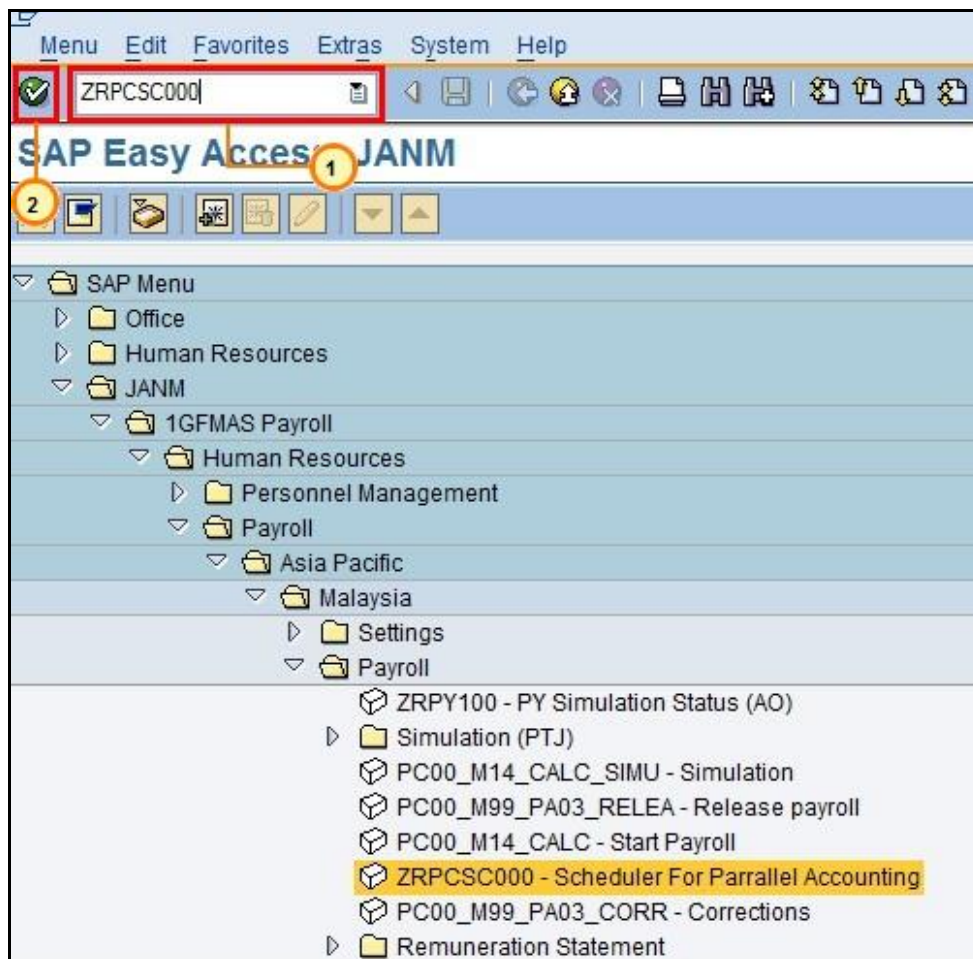 Menu Edit Favorites Extras System Help
ZRPCSC000
SAP Easy Access JANM
1
2
SAP Menu
Office
Human Resources
JANM
1GFMAS Payroll
Human Resources
Personnel Management
Payroll
Asia Pacific
Malaysia
Settings
Payroll
ZRPY100 - PY Simulation Status (AO)
Simulation (PTJ)
PC00_M14_CALC_SIMU - Simulation
PC00_M99_PA03_RELEA - Release payroll
PC00_M14_CALC - Start Payroll
ZRPCSC000 - Scheduler For Parrallel Accounting
PC00_M99_PA03_CORR - Corrections
Remuneration Statement